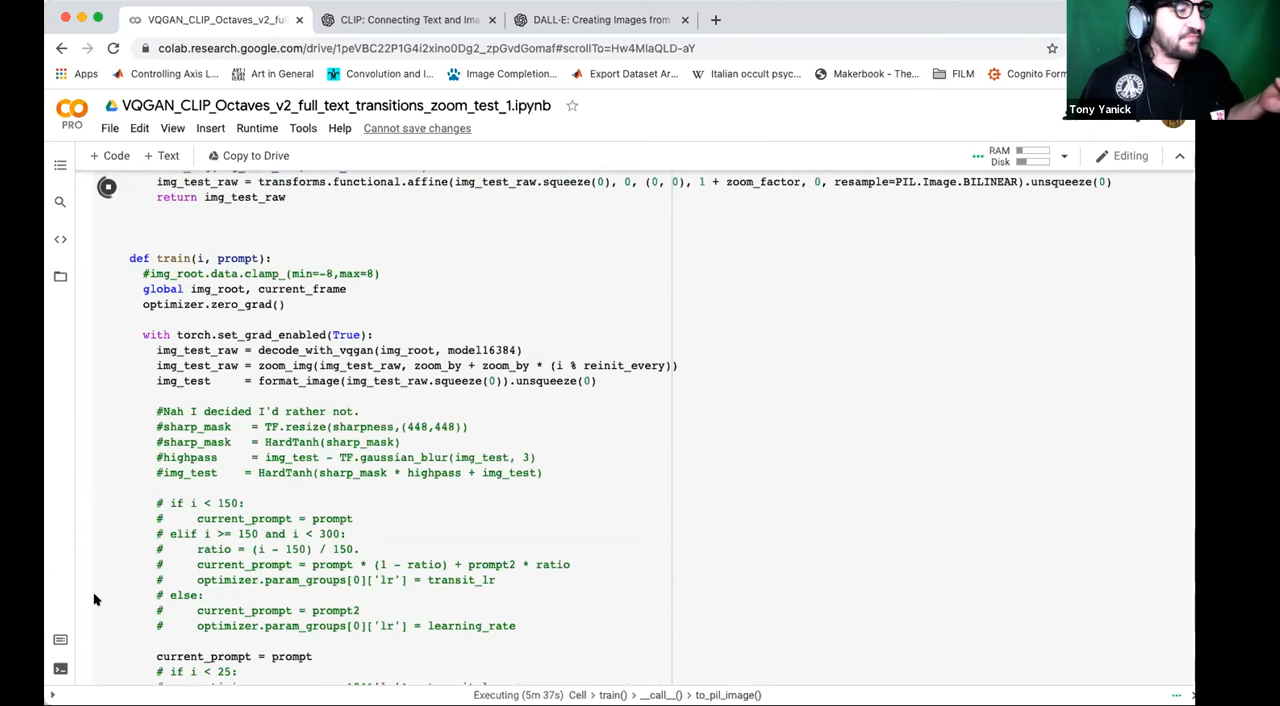 VQGAN_CLIP_Octaves_v2_full
CLIP: Connecting Text and Ima
DALL·E: Creating Images from
colab.research.google.com/drive/1peVBC22P1G4i2xino0Dg2_zpGvdGomaf#scrollTo=Hw4MlaQLD-aY
Apps
Controlling Axis L...
Art in General
Convolution and I...
Image Completion...
Export Dataset Ar...
Italian occult psyc...
Makerbook - The...
FILM
Cognito Form
Tony Yanick
CO
PRO
VQGAN_CLIP_Octaves_v2_full_text_transitions_zoom_test_1.ipynb
File Edit View Insert Runtime Tools Help Cannot save changes
+ Code + Text Copy to Drive
RAM
Disk
Editing
img_test_raw = transforms.functional.affine(img_test_raw.squeeze(0), 0, (0, 0), 1 + zoom_factor, 0, resample=PIL.Image.BILINEAR).unsqueeze(0)
return img_test_raw
def train(i, prompt):
#img_root.data.clamp_(min=-8,max=8)
global img_root, current_frame
optimizer.zero_grad()
with torch.set_grad_enabled(True):
img_test_raw = decode_with_vqgan(img_root, model16384)
img_test_raw = zoom_img(img_test_raw, zoom_by + zoom_by * (i % reinit_every))
img_test = format_image(img_test_raw.squeeze(0)).unsqueeze(0)
#Nah I decided I'd rather not.
#sharp_mask = TF.resize(sharpness,(448,448))
#sharp_mask = HardTanh(sharp_mask)
#highpass = img_test - TF.gaussian_blur(img_test, 3)
#img_test = HardTanh(sharp_mask * highpass + img_test)
# if i < 150:
# current_prompt = prompt
# elif i >= 150 and i < 300:
# ratio = (i - 150) / 150.
# current_prompt = prompt * (1 - ratio) + prompt2 * ratio
# optimizer.param_groups[0]['lr'] = transit_lr
# else:
# current_prompt = prompt2
# optimizer.param_groups[0]['lr'] = learning_rate
current_prompt = prompt
# if i < 25:
Executing (5m 37s) Cell > train() > __call__() > to_pil_image()